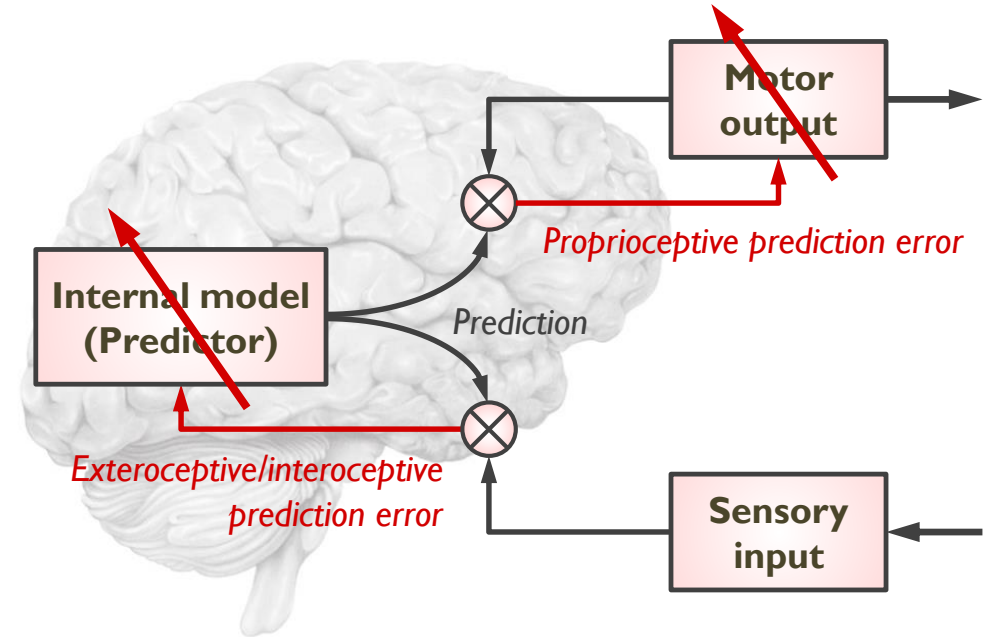 Motor
output
Proprioceptive prediction error
Internal model
(Predictor)
Prediction
Exteroceptive/interoceptive
prediction error
Sensory
input